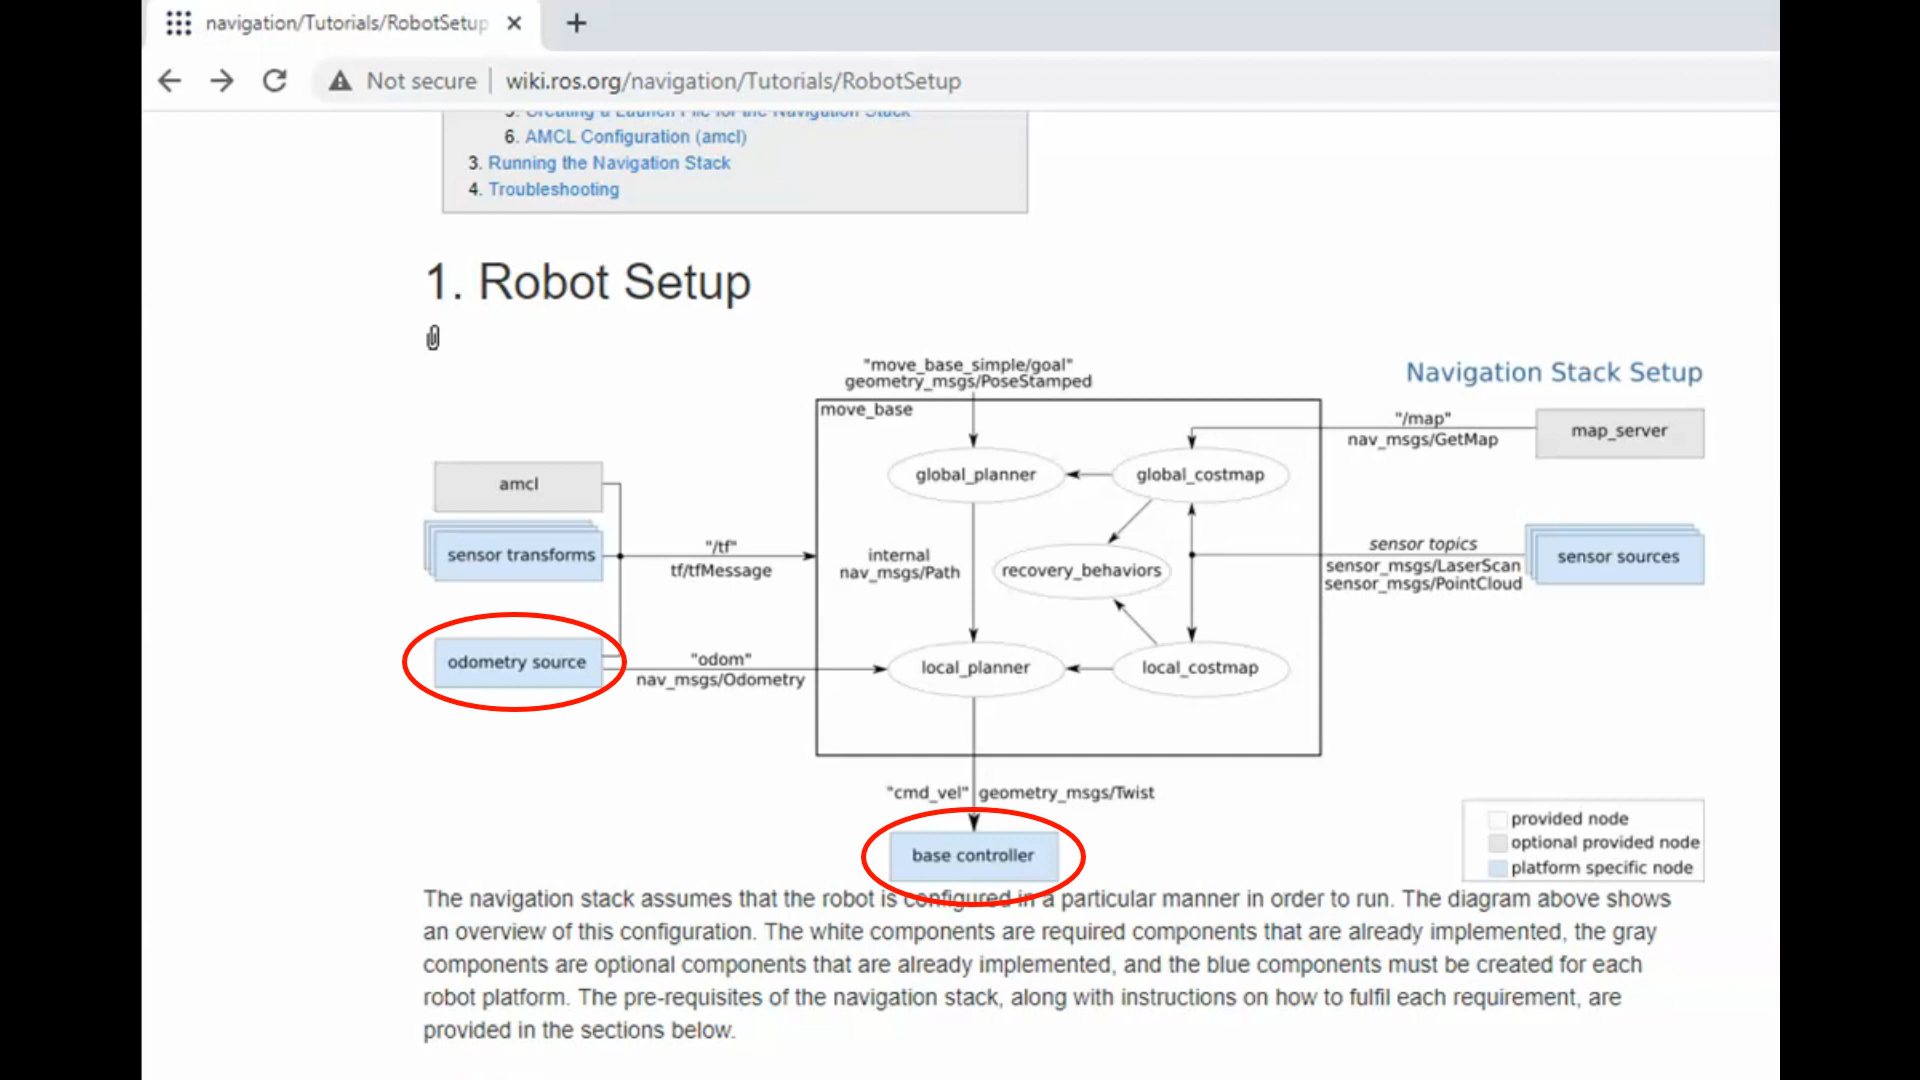 navigation/Tutorials/RobotSetup
Not secure
wiki.ros.org/navigation/Tutorials/RobotSetup
5. Creating a Launch File for the Navigation Stack
6. AMCL Configuration (amcl)
3. Running the Navigation Stack
4. Troubleshooting
1. Robot Setup
Navigation Stack Setup
"move_base_simple/goal"
geometry_msgs/PoseStamped
move_base
"/map"
nav_msgs/GetMap
map_server
global_planner
global_costmap
amcl
sensor transforms
"/tf"
tf/tfMessage
internal
nav_msgs/Path
recovery_behaviors
sensor topics
sensor_msgs/LaserScan
sensor_msgs/PointCloud
sensor sources
odometry source
"odom"
nav_msgs/Odometry
local_planner
local_costmap
"cmd_vel"
geometry_msgs/Twist
base controller
provided node
optional provided node
platform specific node
The navigation stack assumes that the robot is configured in a particular manner in order to run. The diagram above shows
an overview of this configuration. The white components are required components that are already implemented, the gray
components are optional components that are already implemented, and the blue components must be created for each
robot platform. The pre-requisites of the navigation stack, along with instructions on how to fulfil each requirement, are
provided in the sections below.